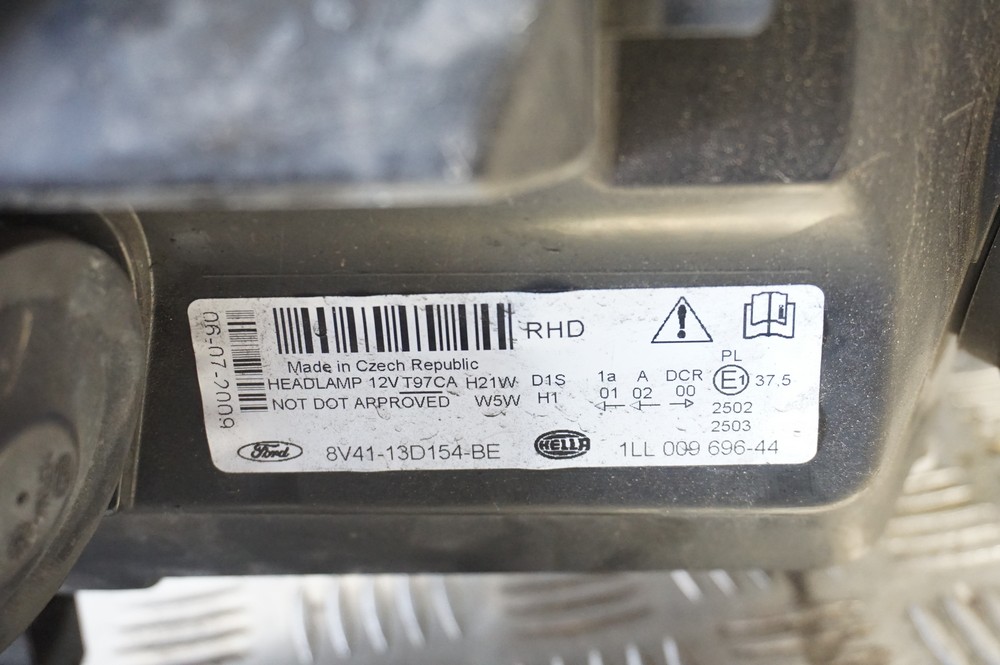 06-07-2009
RHD
Made in Czech Republic
HEADLAMP 12V T97CA H21W D1S 1a A DCR PL
NOT DOT APPROVED W5W H1 01 02 00 E1 37.5
2502
2503
Ford 8V41-13D154-BE HELLA 1LL 009 696-44